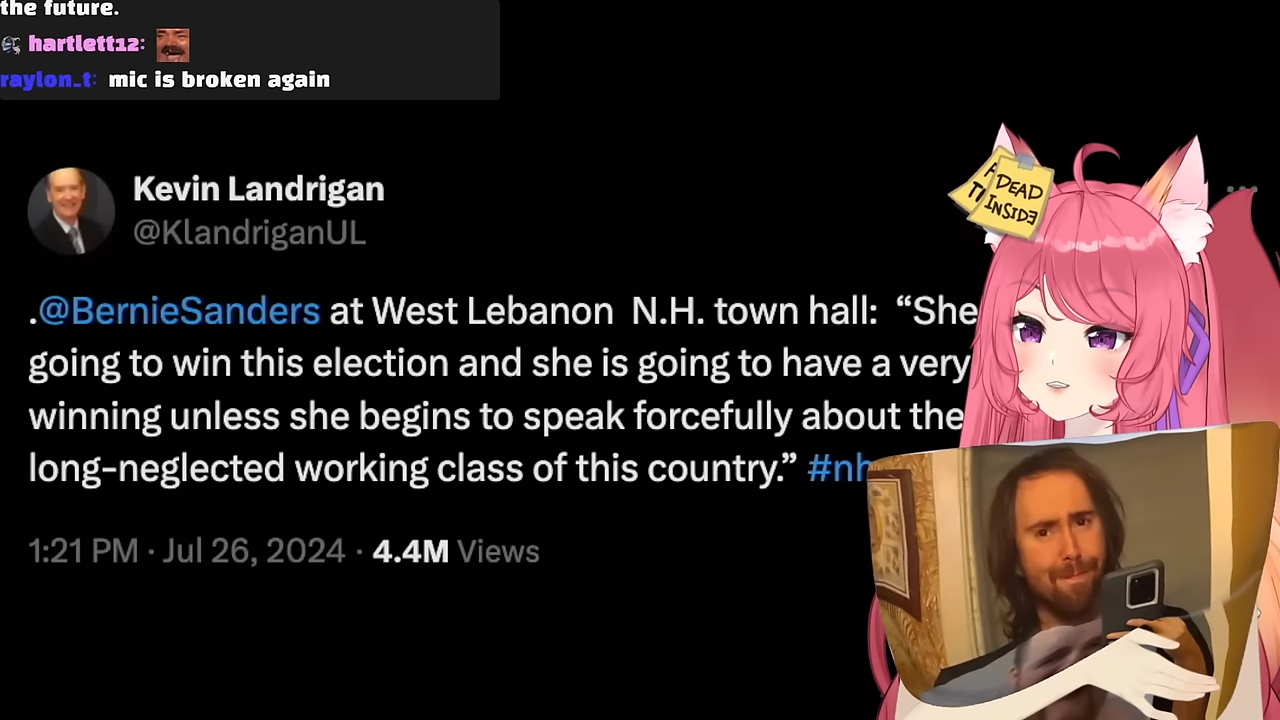 the future.
hartlett12:
raylon_t: mic is broken again
Kevin Landrigan
@KlandriganUL
.@BernieSanders at West Lebanon N.H. town hall: “She
going to win this election and she is going to have a very
winning unless she begins to speak forcefully about the
long-neglected working class of this country.” #nh
1:21 PM · Jul 26, 2024 · 4.4M Views
DEAD
INSIDE